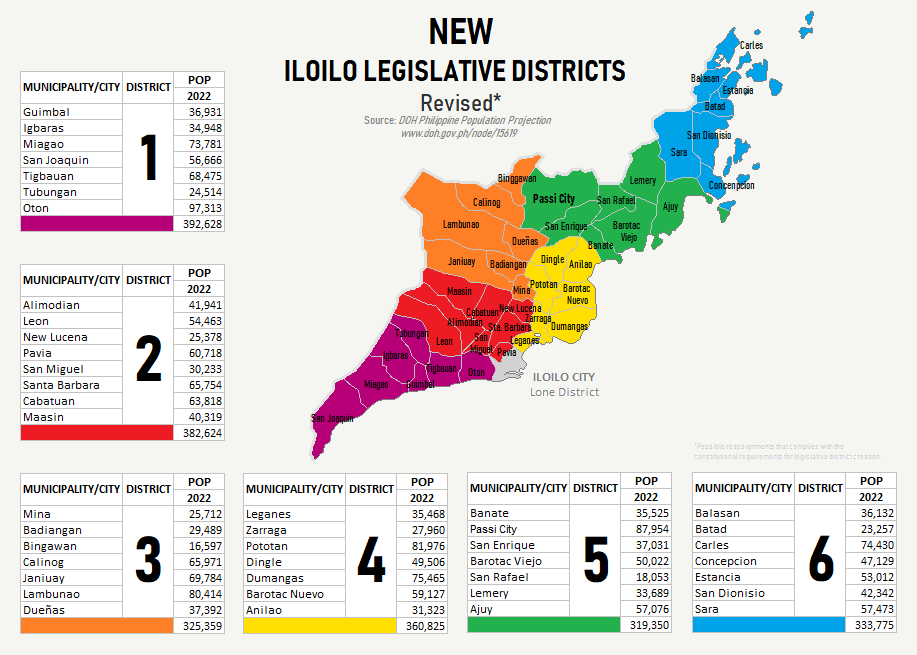 NEW
ILOILO LEGISLATIVE DISTRICTS
Revised*
Source: DOH Philippine Population Projection
www.doh.gov.ph/node/15619
MUNICIPALITY/CITY DISTRICT POP
2022
Guimbal 36,931
Igbaras 34,948
Miagao 73,781
San Joaquin 56,666
Tigbauan 68,475
Tubungan 24,514
Oton 97,313
1
392,628
MUNICIPALITY/CITY DISTRICT POP
2022
Alimodian 41,941
Leon 54,463
New Lucena 25,378
Pavia 60,718
San Miguel 30,233
Santa Barbara 65,754
Cabatuan 63,818
Maasin 40,319
2
382,624
Carles
Balasan
Estancia
Batad
San Dionisio
Sara
Concepcion
Binggawan
Lemery
Passi City
San Rafael
Ajuy
Calinog
Lambunao
San Enrique
Barotac
Viejo
Dueñas
Banate
Janiuay
Badiangan
Dingle
Anilao
Maasin
Mina
Pototan
Barotac
Nuevo
Cabatuan
New Lucena
Zarraga
Alimodian
Sta. Barbara
Dumangas
Tubungan
Leon
San
Miguel
Leganes
Pavia
Igbaras
Tigbauan
Oton
Miagao
Guimbal
San Joaquin
ILOILO CITY
Lone District
*Possible reassignments that complies with the
constitutional requirements for legislative district creation.
MUNICIPALITY/CITY DISTRICT POP
2022
Mina 25,712
Badiangan 29,489
Bingawan 16,597
Calinog 65,971
Janiuay 69,784
Lambunao 80,414
Dueñas 37,392
3
325,359
MUNICIPALITY/CITY DISTRICT POP
2022
Leganes 35,468
Zarraga 27,960
Pototan 81,976
Dingle 49,506
Dumangas 75,465
Barotac Nuevo 59,127
Anilao 31,323
4
360,825
MUNICIPALITY/CITY DISTRICT POP
2022
Banate 35,525
Passi City 87,954
San Enrique 37,031
Barotac Viejo 50,022
San Rafael 18,053
Lemery 33,689
Ajuy 57,076
5
319,350
MUNICIPALITY/CITY DISTRICT POP
2022
Balasan 36,132
Batad 23,257
Carles 74,430
Concepcion 47,129
Estancia 53,012
San Dionisio 42,342
Sara 57,473
6
333,775